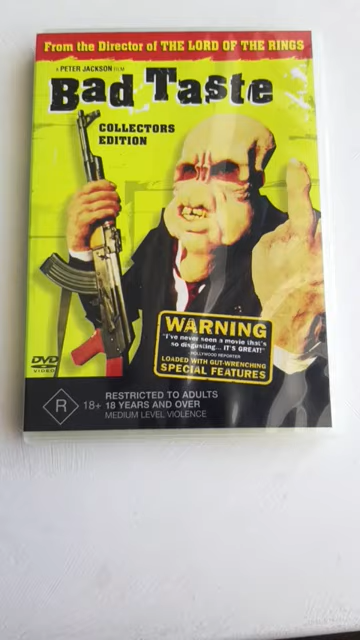 From the Director of THE LORD OF THE RINGS
A PETER JACKSON FILM
Bad Taste
COLLECTORS
EDITION
WARNING
"I've never seen a movie that's
so disgusting... IT'S GREAT!"
-HOLLYWOOD REPORTER
LOADED WITH GUT-WRENCHING
SPECIAL FEATURES
DVD
VIDEO
R 18+
RESTRICTED TO ADULTS
18 YEARS AND OVER
MEDIUM LEVEL VIOLENCE